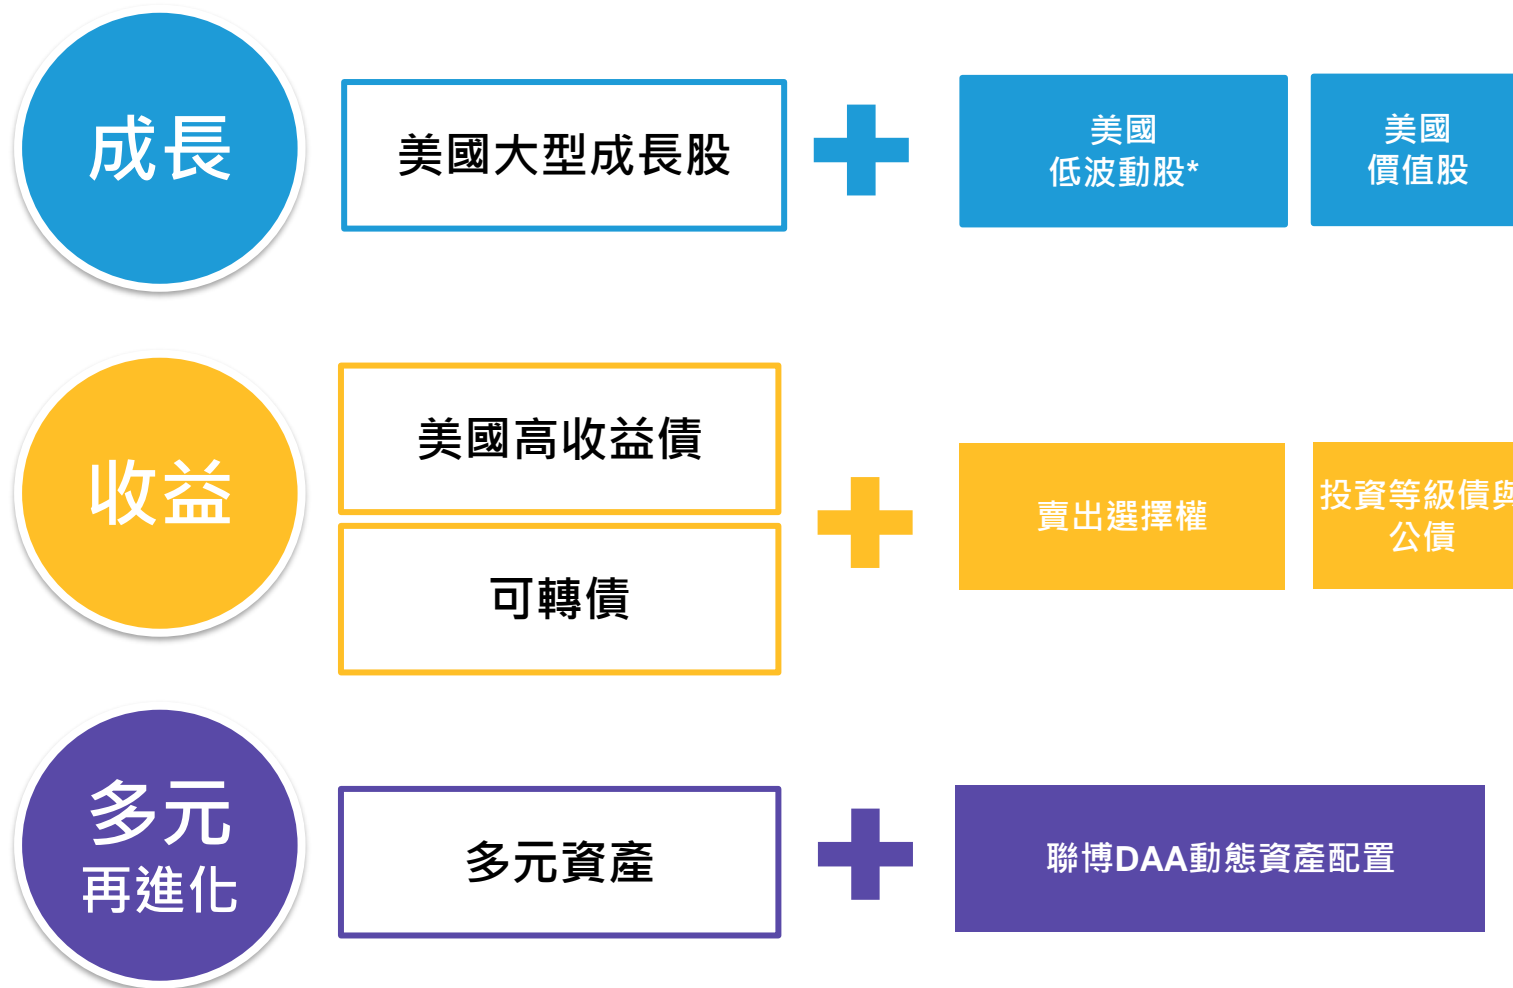 成長
美國大型成長股
美國
低波動股*
美國
價值股
收益
美國高收益債
可轉債
賣出選擇權
投資等級債與
公債
多元
再進化
多元資產
聯博DAA動態資產配置